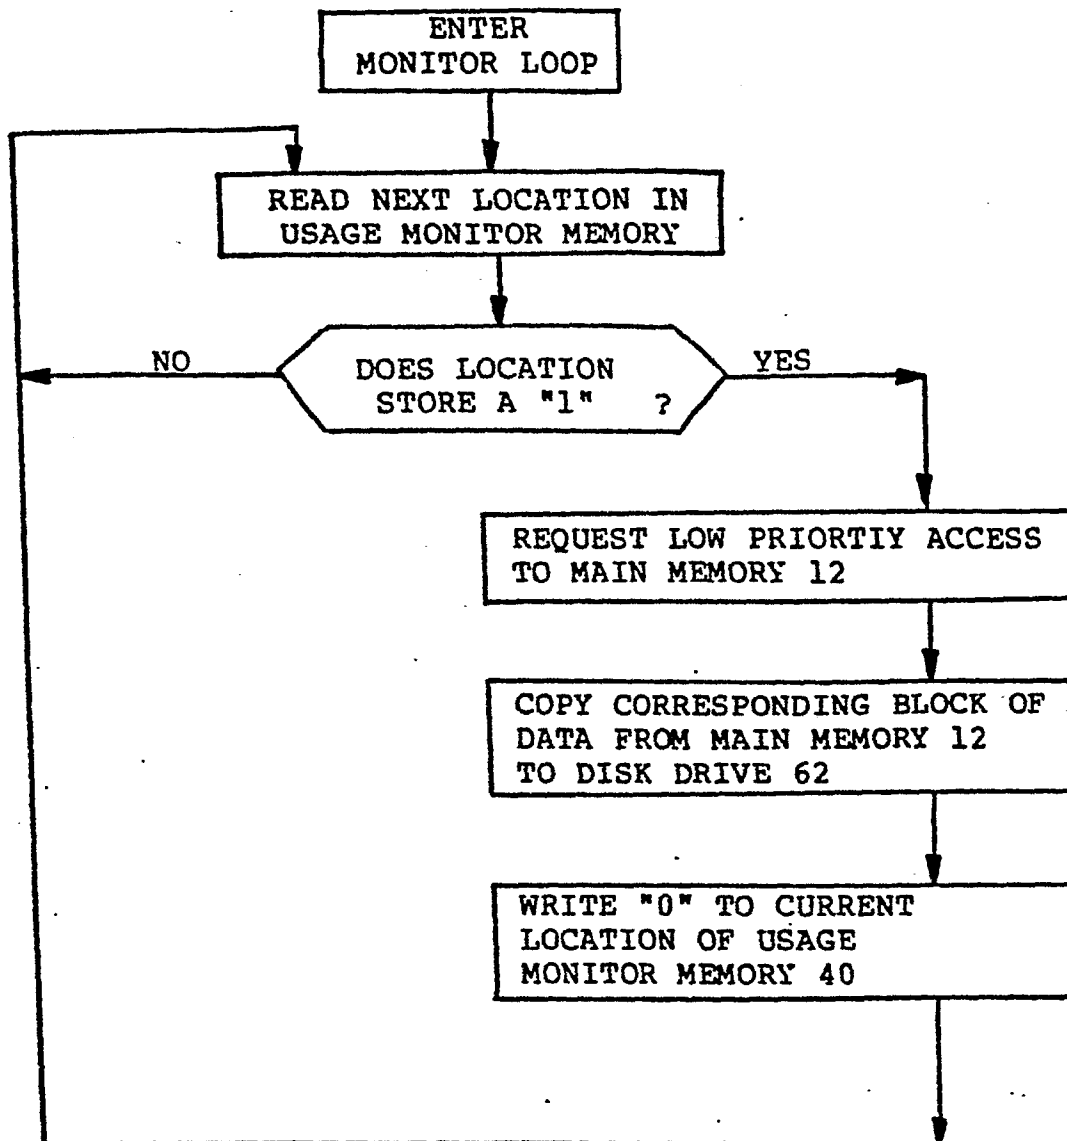 ENTER
MONITOR LOOP
READ NEXT LOCATION IN
USAGE MONITOR MEMORY
DOES LOCATION
STORE A "1" ?
NO
YES
REQUEST LOW PRIORTIY ACCESS
TO MAIN MEMORY 12
COPY CORRESPONDING BLOCK OF
DATA FROM MAIN MEMORY 12
TO DISK DRIVE 62
WRITE "0" TO CURRENT
LOCATION OF USAGE
MONITOR MEMORY 40